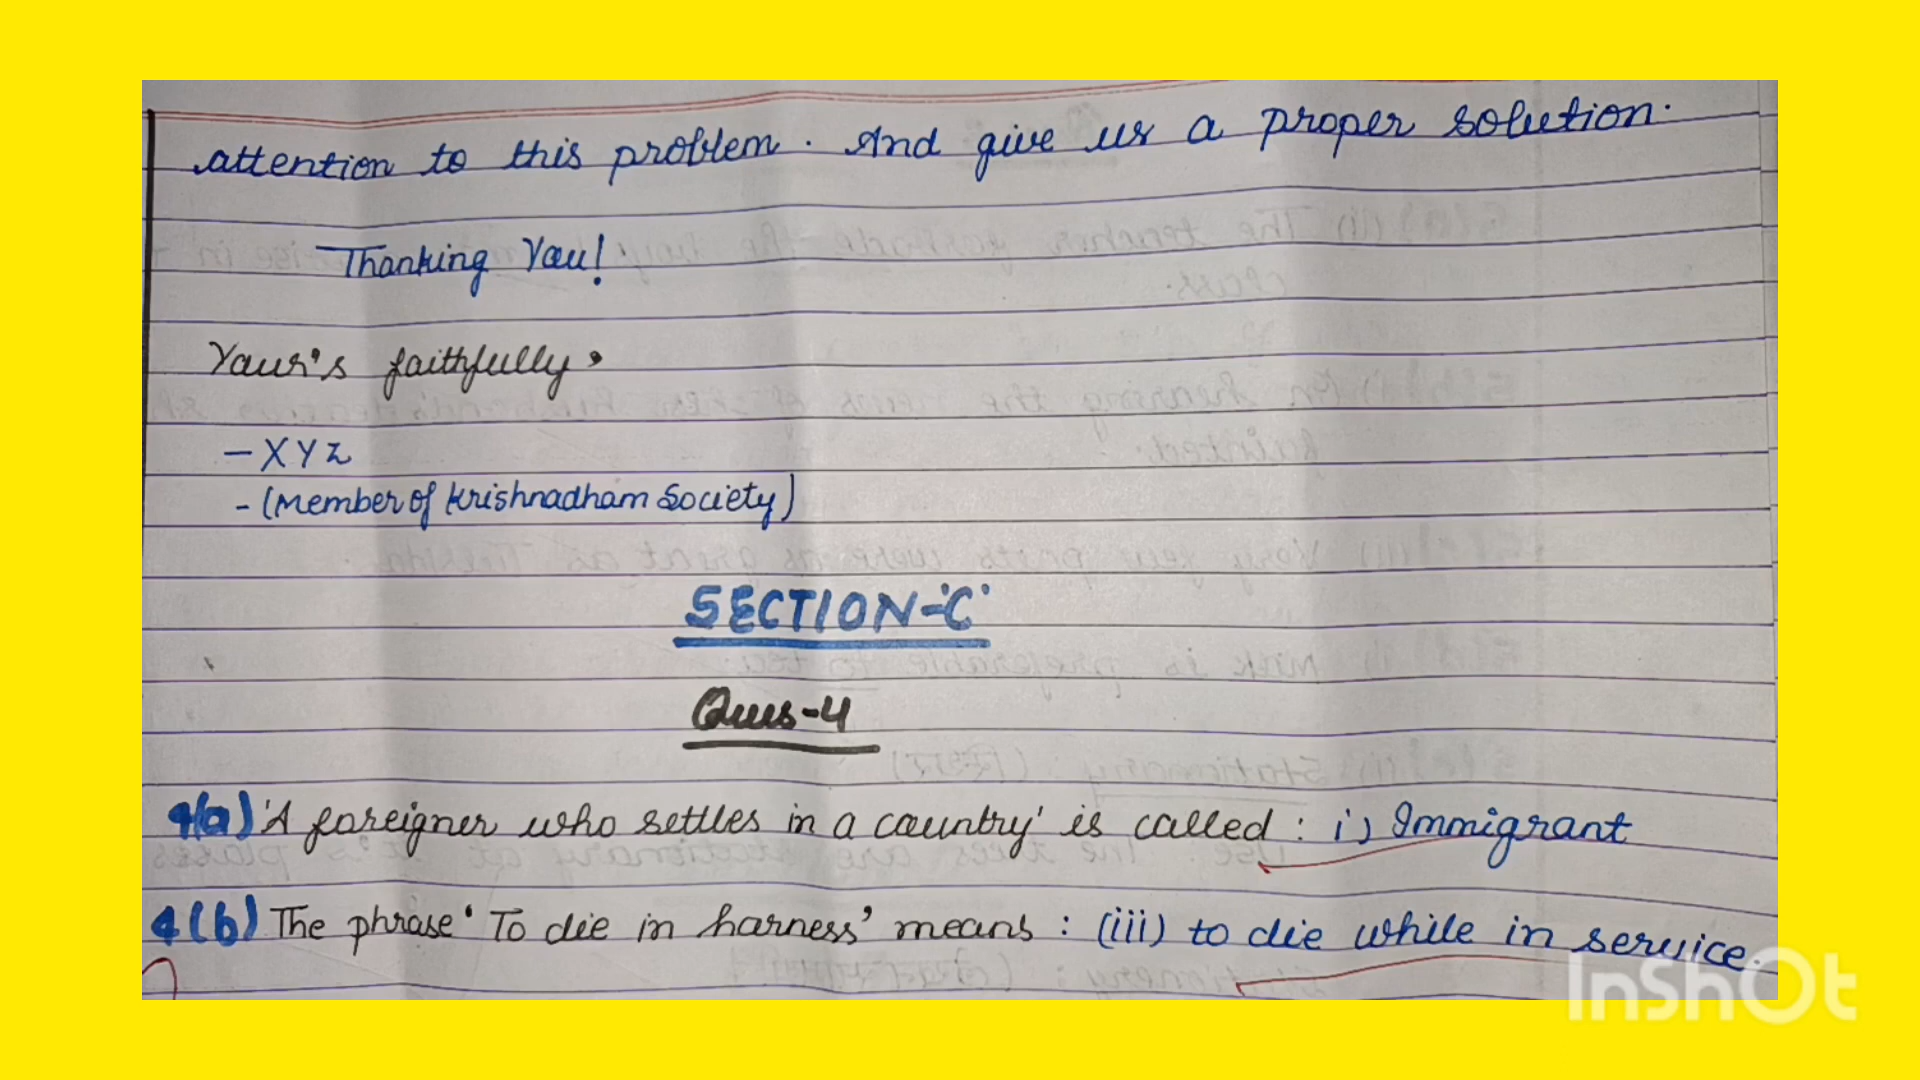 attention to this problem. And give us a proper solution.
Thanking You!
Your's faithfully,
- XYZ
- (Member of Krishnadham Society)
SECTION-'C'
Ques-4
4(a) 'A foreigner who settles in a country' is called : i) Immigrant
4(b) The phrase 'To die in harness' means : (iii) to die while in service.
InShOt